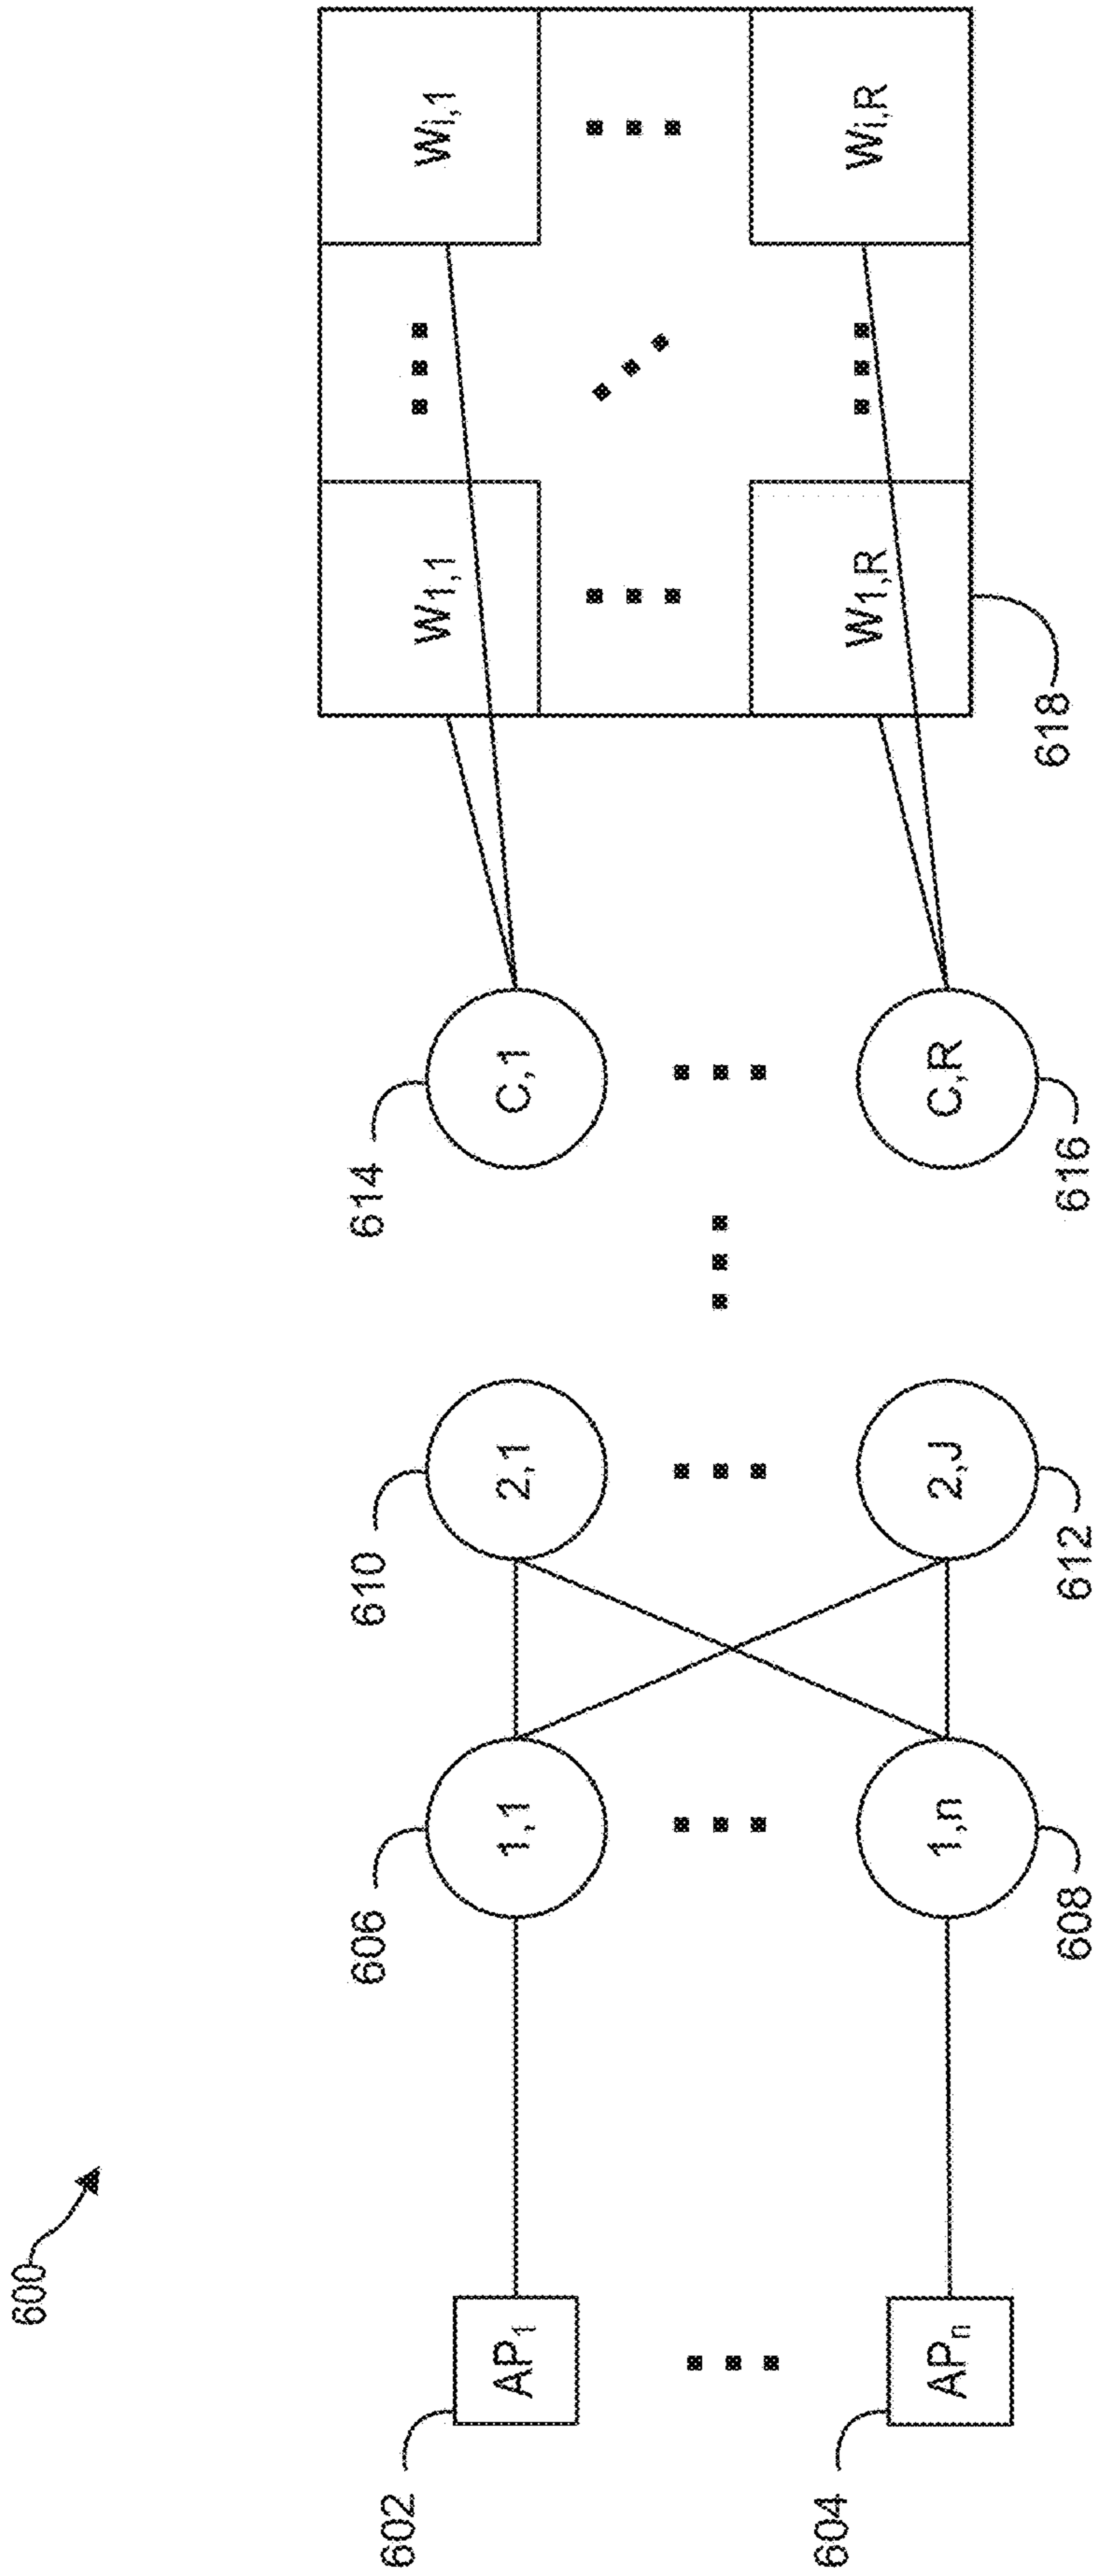 600
602
AP1
604
APn
606
1,1
608
1,n
610
2,1
612
2,J
614
C,1
616
C,R
W1,1
Wi,1
W1,R
Wi,R
618